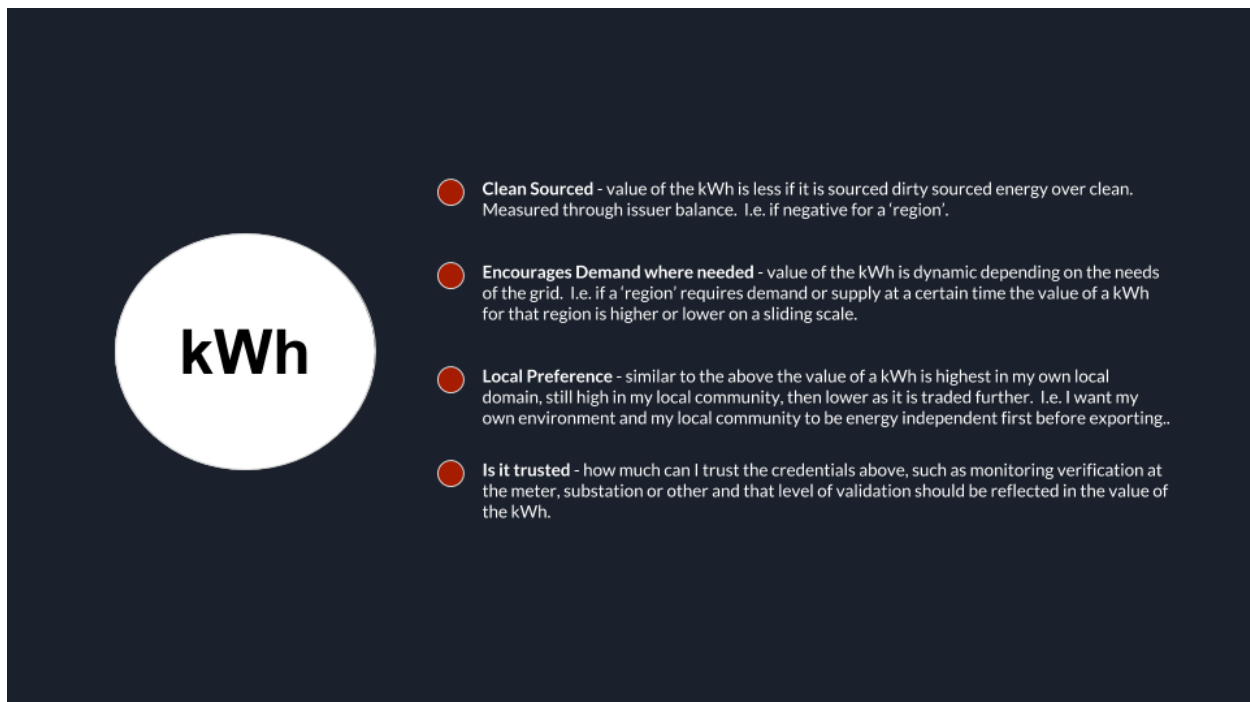 kWh
Clean Sourced - value of the kWh is less if it is sourced dirty sourced energy over clean.
Measured through issuer balance.  I.e. if negative for a ‘region’.
Encourages Demand where needed - value of the kWh is dynamic depending on the needs
of the grid.  I.e. if a ‘region’ requires demand or supply at a certain time the value of a kWh
for that region is higher or lower on a sliding scale.
Local Preference - similar to the above the value of a kWh is highest in my own local
domain, still high in my local community, then lower as it is traded further.  I.e. I want my
own environment and my local community to be energy independent first before exporting..
Is it trusted - how much can I trust the credentials above, such as monitoring verification at
the meter, substation or other and that level of validation should be reflected in the value of
the kWh.